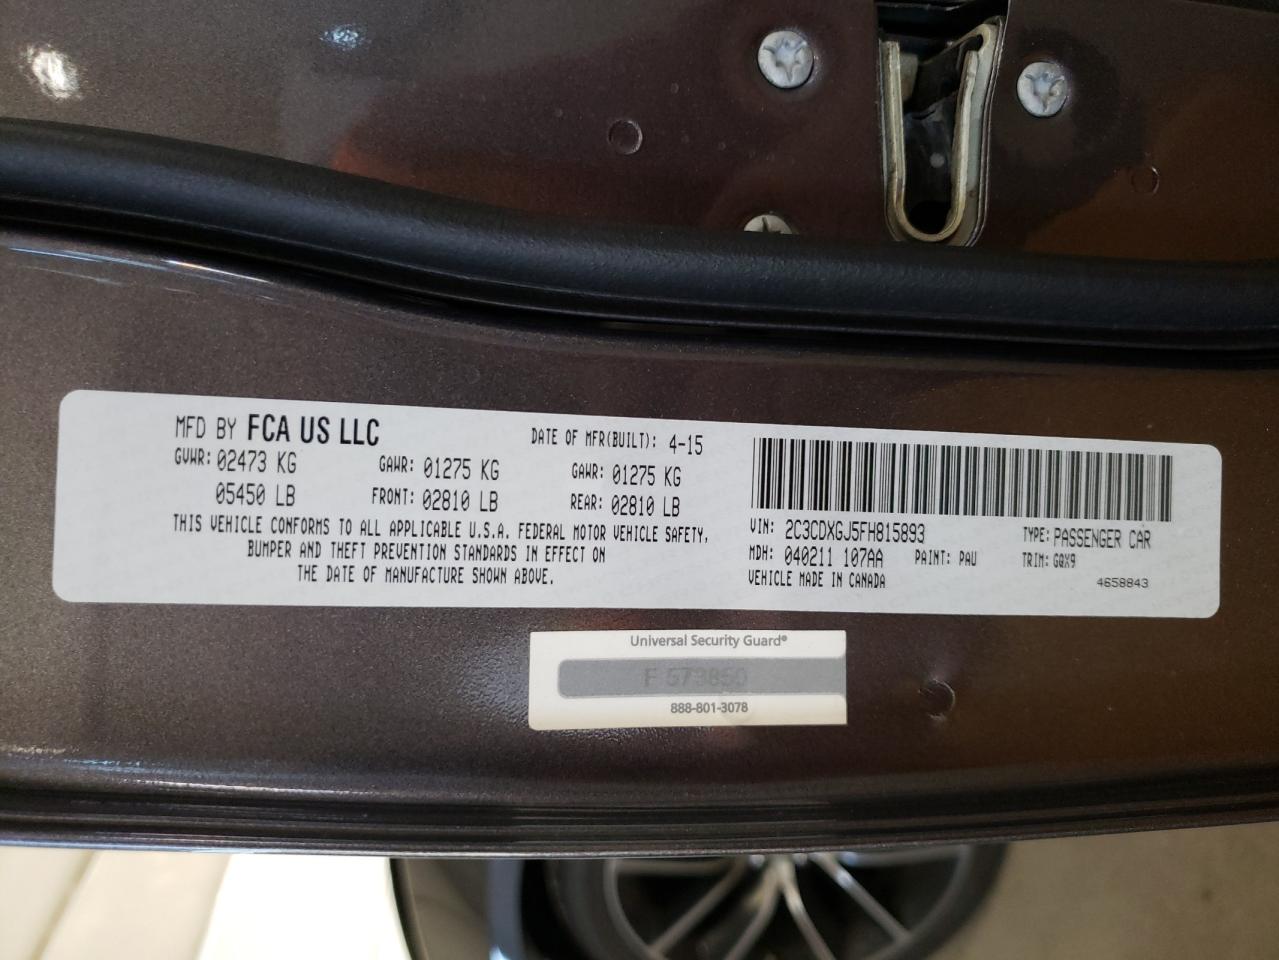 MFD BY FCA US LLC DATE OF MFR(BUILT): 4-15
GVWR: 02473 KG GAWR: 01275 KG GAWR: 01275 KG
05450 LB FRONT: 02810 LB REAR: 02810 LB
THIS VEHICLE CONFORMS TO ALL APPLICABLE U.S.A. FEDERAL MOTOR VEHICLE SAFETY,
BUMPER AND THEFT PREVENTION STANDARDS IN EFFECT ON
THE DATE OF MANUFACTURE SHOWN ABOVE.
VIN: 2C3CDXGJ5FH815893 TYPE: PASSENGER CAR
MDH: 040211 107AA PAINT: PAU TRIM: GQX9
VEHICLE MADE IN CANADA 4658843
Universal Security Guard®
F 573850
888-801-3078